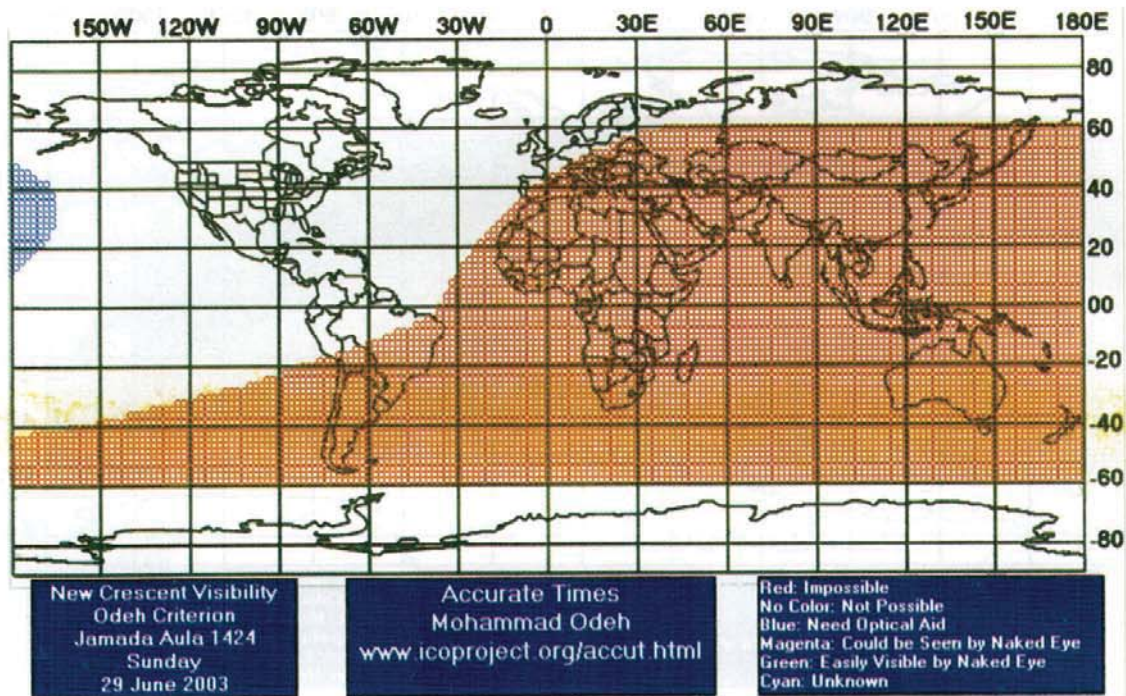 150W 120W 90W 60W 30W 0 30E 60E 90E 120E 150E 180E
80
60
40
20
00
-20
-40
-60
-80
New Crescent Visibility
Odeh Criterion
Jamada Aula 1424
Sunday
29 June 2003
Accurate Times
Mohammad Odeh
www.icoproject.org/accut.html
Red: Impossible
No Color: Not Possible
Blue: Need Optical Aid
Magenta: Could be Seen by Naked Eye
Green: Easily Visible by Naked Eye
Cyan: Unknown